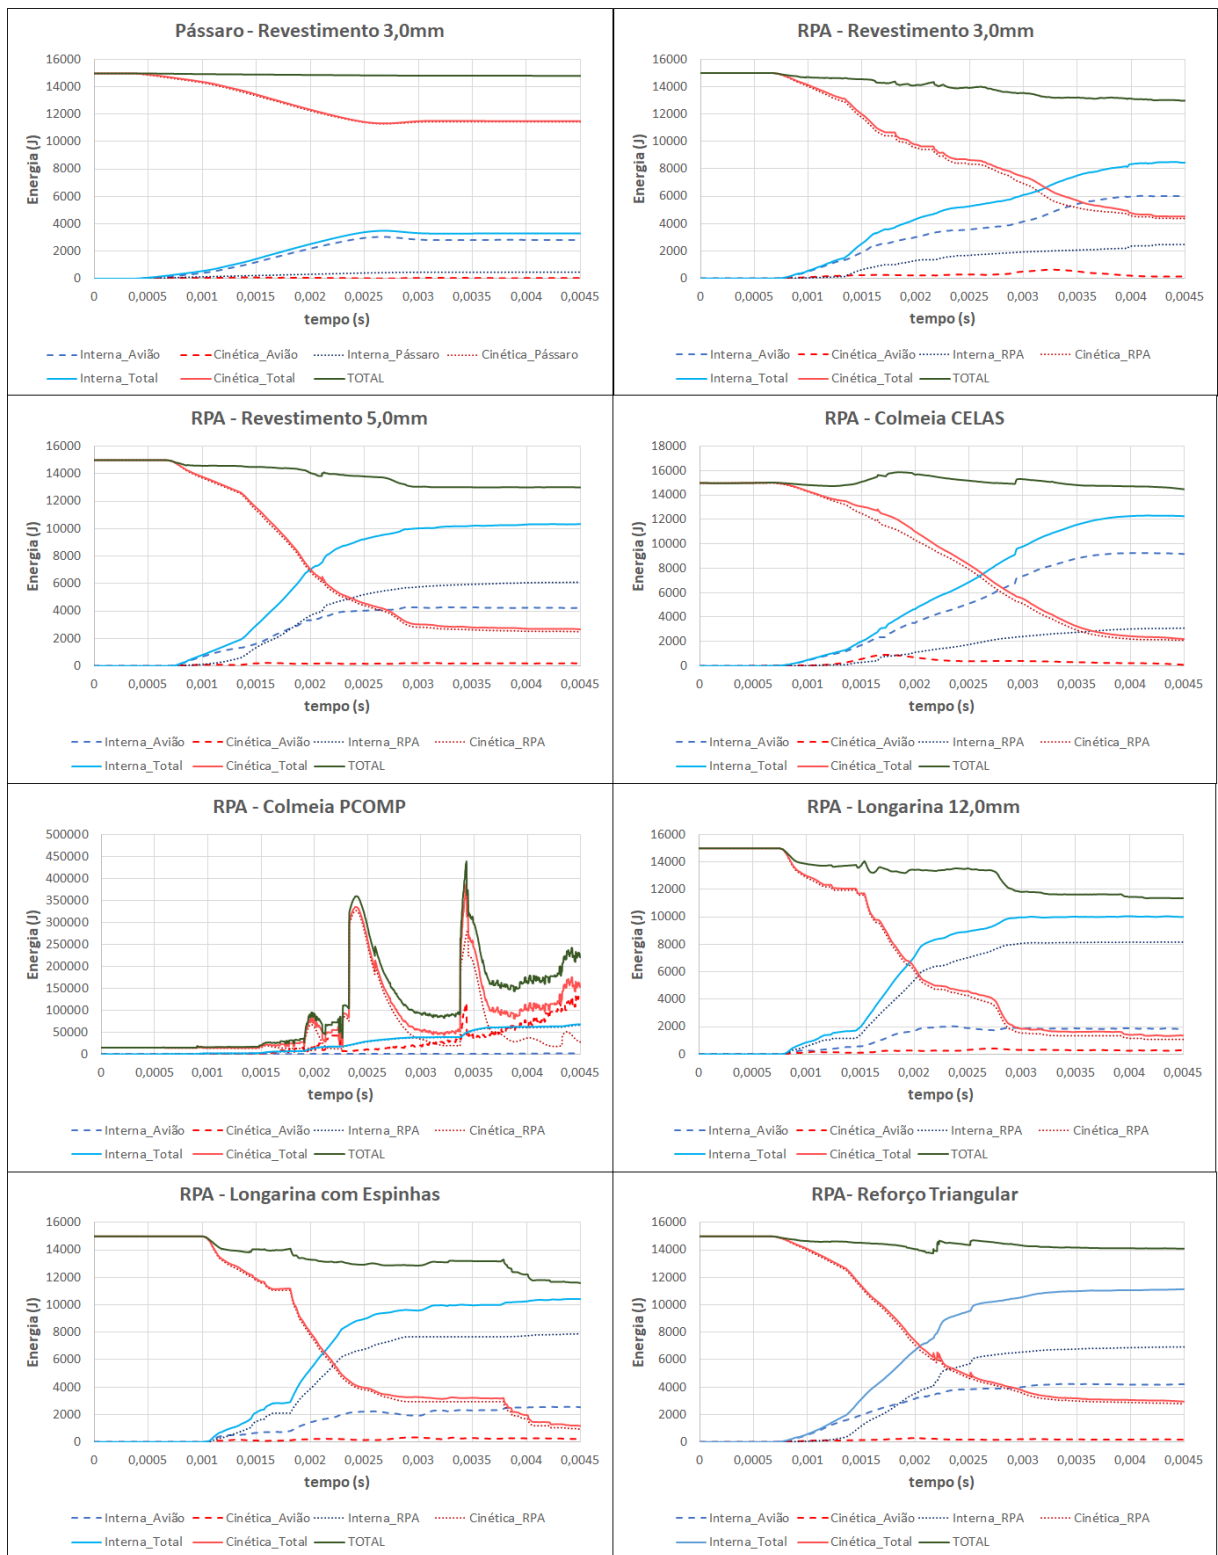 Pássaro - Revestimento 3,0mm
16000
14000
12000
10000
8000
6000
4000
2000
0
Energia (J)
0 0,0005 0,001 0,0015 0,002 0,0025 0,003 0,0035 0,004 0,0045
tempo (s)
Interna_Avião Cinética_Avião Interna_Pássaro Cinética_Pássaro
Interna_Total Cinética_Total TOTAL
RPA - Revestimento 3,0mm
16000
14000
12000
10000
8000
6000
4000
2000
0
Energia (J)
0 0,0005 0,001 0,0015 0,002 0,0025 0,003 0,0035 0,004 0,0045
tempo (s)
Interna_Avião Cinética_Avião Interna_RPA Cinética_RPA
Interna_Total Cinética_Total TOTAL
RPA - Revestimento 5,0mm
16000
14000
12000
10000
8000
6000
4000
2000
0
Energia (J)
0 0,0005 0,001 0,0015 0,002 0,0025 0,003 0,0035 0,004 0,0045
tempo (s)
Interna_Avião Cinética_Avião Interna_RPA Cinética_RPA
Interna_Total Cinética_Total TOTAL
RPA - Colmeia CELAS
18000
16000
14000
12000
10000
8000
6000
4000
2000
0
Energia (J)
0 0,0005 0,001 0,0015 0,002 0,0025 0,003 0,0035 0,004 0,0045
tempo (s)
Interna_Avião Cinética_Avião Interna_RPA Cinética_RPA
Interna_Total Cinética_Total TOTAL
RPA - Colmeia PCOMP
500000
450000
400000
350000
300000
250000
200000
150000
100000
50000
0
Energia (J)
0 0,0005 0,001 0,0015 0,002 0,0025 0,003 0,0035 0,004 0,0045
tempo (s)
Interna_Avião Cinética_Avião Interna_RPA Cinética_RPA
Interna_Total Cinética_Total TOTAL
RPA - Longarina 12,0mm
16000
14000
12000
10000
8000
6000
4000
2000
0
Energia (J)
0 0,0005 0,001 0,0015 0,002 0,0025 0,003 0,0035 0,004 0,0045
tempo (s)
Interna_Avião Cinética_Avião Interna_RPA Cinética_RPA
Interna_Total Cinética_Total TOTAL
RPA - Longarina com Espinhas
16000
14000
12000
10000
8000
6000
4000
2000
0
Energia (J)
0 0,0005 0,001 0,0015 0,002 0,0025 0,003 0,0035 0,004 0,0045
tempo (s)
Interna_Avião Cinética_Avião Interna_RPA Cinética_RPA
Interna_Total Cinética_Total TOTAL
RPA- Reforço Triangular
16000
14000
12000
10000
8000
6000
4000
2000
0
Energia (J)
0 0,0005 0,001 0,0015 0,002 0,0025 0,003 0,0035 0,004 0,0045
tempo (s)
Interna_Avião Cinética_Avião Interna_RPA Cinética_RPA
Interna_Total Cinética_Total TOTAL